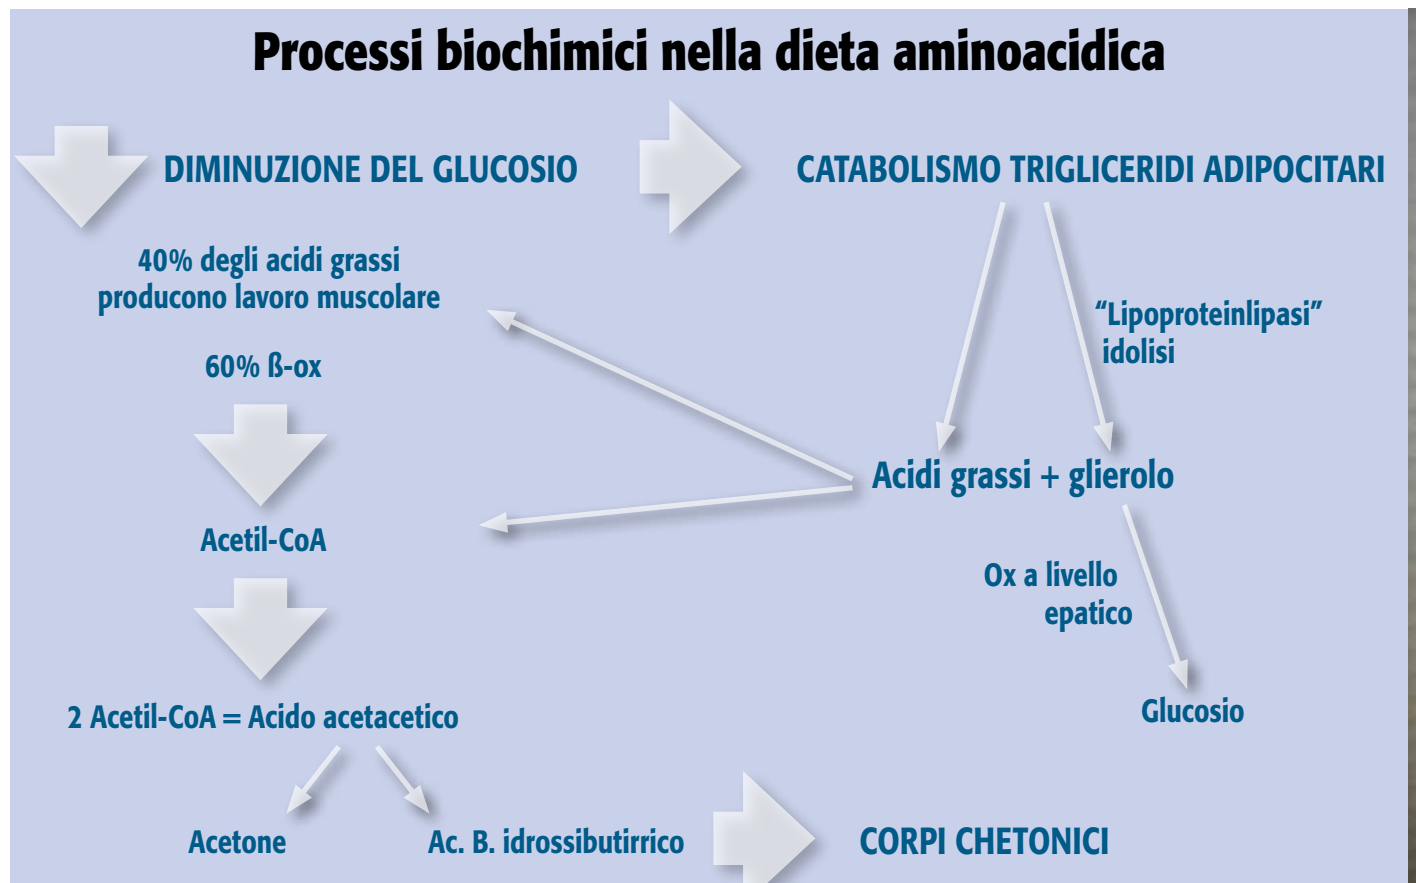 Processi biochimici nella dieta aminoacidica
DIMINUZIONE DEL GLUCOSIO
CATABOLISMO TRIGLICERIDI ADIPOCITARI
40% degli acidi grassi
producono lavoro muscolare
“Lipoproteinlipasi”
idolisi
60% ß-ox
Acidi grassi + glierolo
Acetil-CoA
Ox a livello
epatico
2 Acetil-CoA = Acido acetacetico
Glucosio
Acetone
Ac. B. idrossibutirrico
CORPI CHETONICI